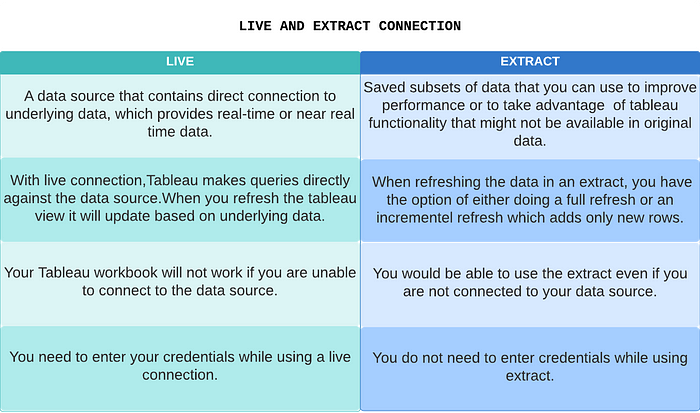 LIVE AND EXTRACT CONNECTION
LIVE
EXTRACT
A data source that contains direct connection to
underlying data, which provides real-time or near real
time data.
Saved subsets of data that you can use to improve
performance or to take advantage of tableau
functionality that might not be available in original
data.
With live connection,Tableau makes queries directly
against the data source.When you refresh the tableau
view it will update based on underlying data.
When refreshing the data in an extract, you have
the option of either doing a full refresh or an
incrementel refresh which adds only new rows.
Your Tableau workbook will not work if you are unable
to connect to the data source.
You would be able to use the extract even if you
are not connected to your data source.
You need to enter your credentials while using a live
connection.
You do not need to enter credentials while using
extract.